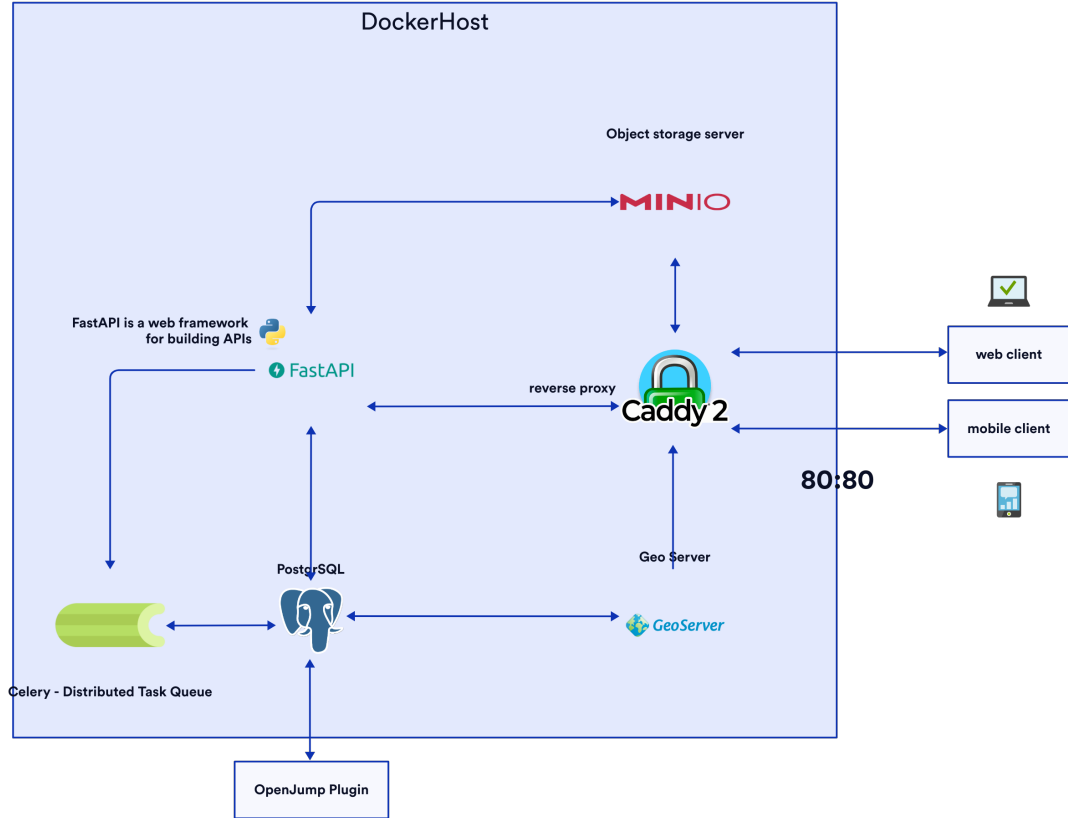 DockerHost
Object storage server
MINIO
FastAPI is a web framework
for building APIs
FastAPI
web client
reverse proxy
Caddy 2
mobile client
80:80
Geo Server
PostgrSQL
GeoServer
Celery - Distributed Task Queue
OpenJump Plugin